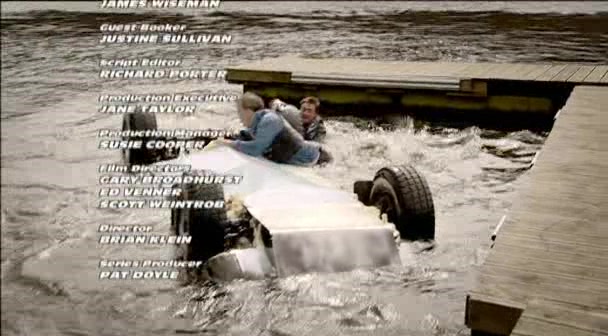 JAMES WISEMAN
Guest Booker
JUSTINE SULLIVAN
Script Editor
RICHARD PORTER
Production Executive
JANE TAYLOR
Production Manager
SUSIE COOPER
Film Directors
GARY BROADHURST
ED VENNER
SCOTT WEINTROB
Director
BRIAN KLEIN
Series Producer
PAT DOYLE